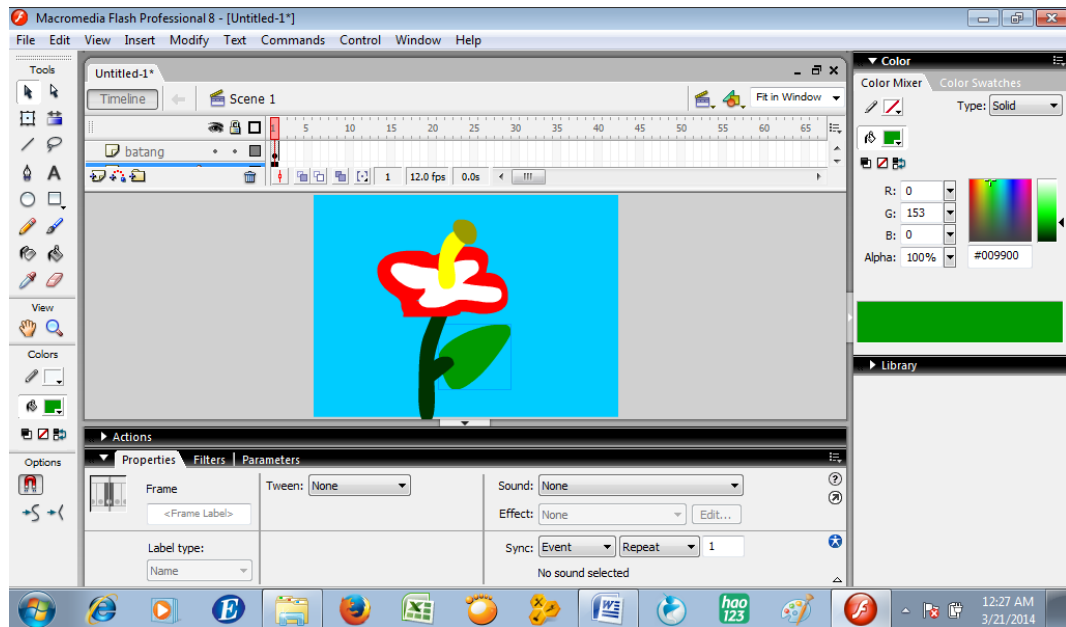 Macromedia Flash Professional 8 - [Untitled-1*]
File Edit View Insert Modify Text Commands Control Window Help
Tools
View
Colors
Options
Untitled-1*
Timeline
Scene 1
Fit in Window
1 5 10 15 20 25 30 35 40 45 50 55 60 65
batang
1 12.0 fps 0.0s
Actions
Properties Filters Parameters
Frame
<Frame Label>
Label type:
Name
Tween: None
Sound: None
Effect: None Edit...
Sync: Event Repeat 1
No sound selected
Color
Color Mixer Color Swatches
Type: Solid
R: 0
G: 153
B: 0
Alpha: 100% #009900
Library
hao
123
12:27 AM
3/21/2014